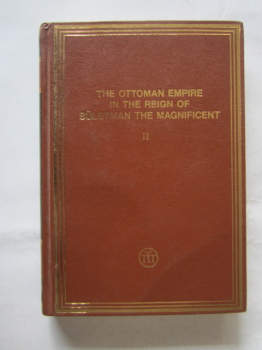 THE OTTOMAN EMPIRE
IN THE REIGN OF
SÜLEYMAN THE MAGNIFICENT
II